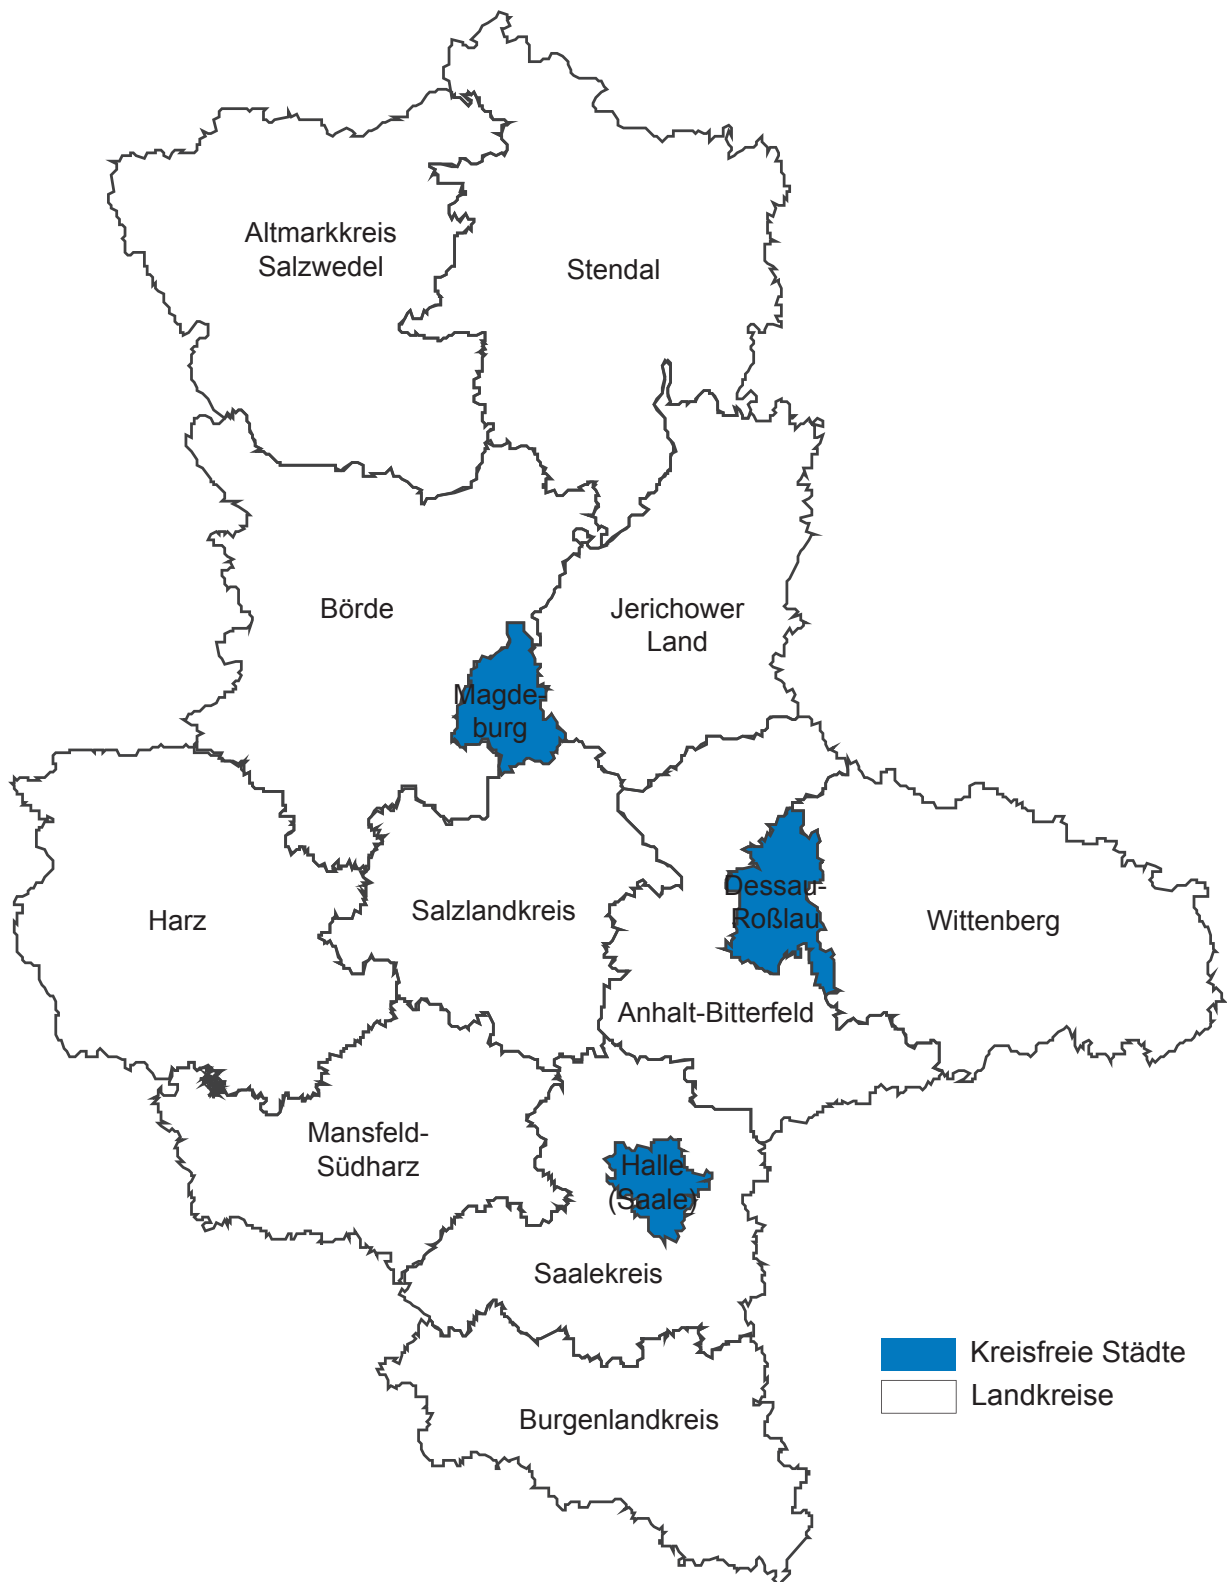 Altmarkkreis
Salzwedel
Stendal
Börde
Jerichower
Land
Magde-
burg
Harz
Salzlandkreis
Dessau-
Roßlau
Wittenberg
Anhalt-Bitterfeld
Mansfeld-
Südharz
Halle
(Saale)
Saalekreis
Burgenlandkreis
Kreisfreie Städte
Landkreise